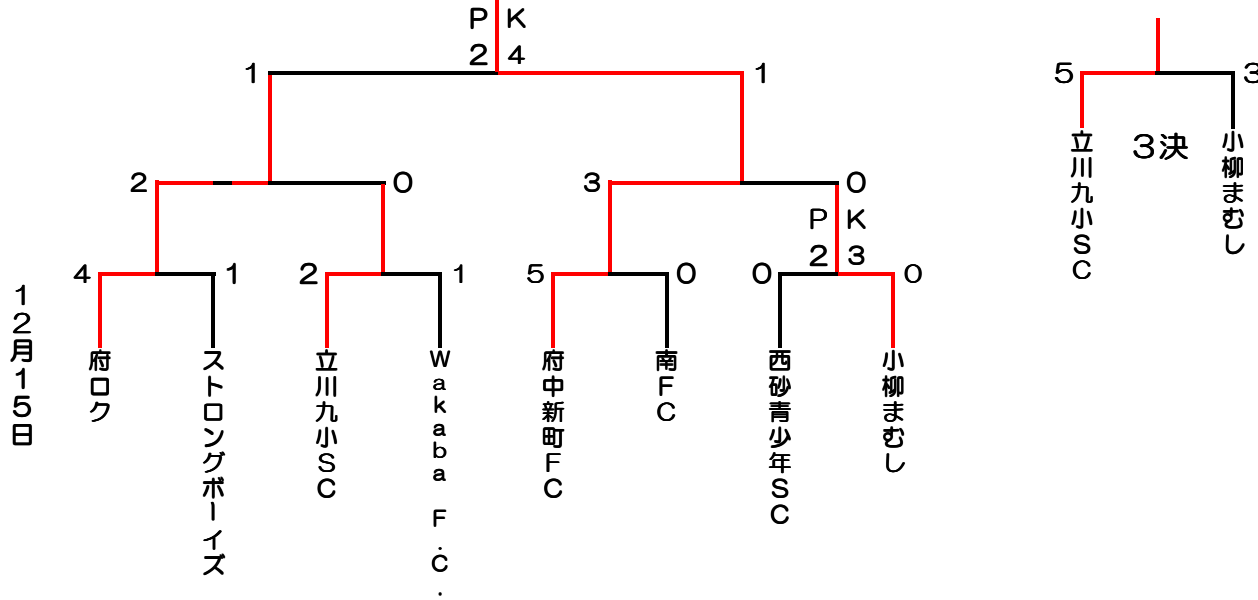 PK
2 4
1 1
5 3
3決
立川九小SC
小柳まむし
2 0
3 0
PK
2 3
4 1
2 1
5 0
0 0
12月15日
府ロク
ストロングボーイズ
立川九小SC
Wakaba F.C.
府中新町FC
南FC
西砂青少年SC
小柳まむし